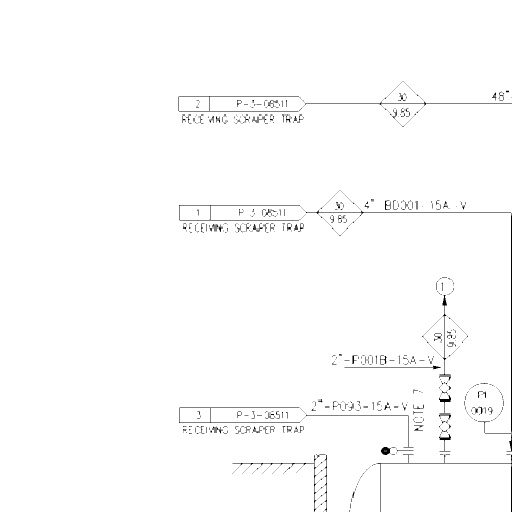 2 P-3-08511
RECEIVING SCRAPER TRAP
30
9.85
48"
1 P-3-08511
RECEIVING SCRAPER TRAP
30
9.85
4" BD001-15A-V
1
30
9.85
2"-P001B-15A-V
NOTE 7
PI
0019
3 P-3-08511
RECEIVING SCRAPER TRAP
2"-P093-15A-V